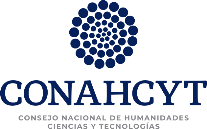 CONAHCYT
CONSEJO NACIONAL DE HUMANIDADES
CIENCIAS Y TECNOLOGÍAS